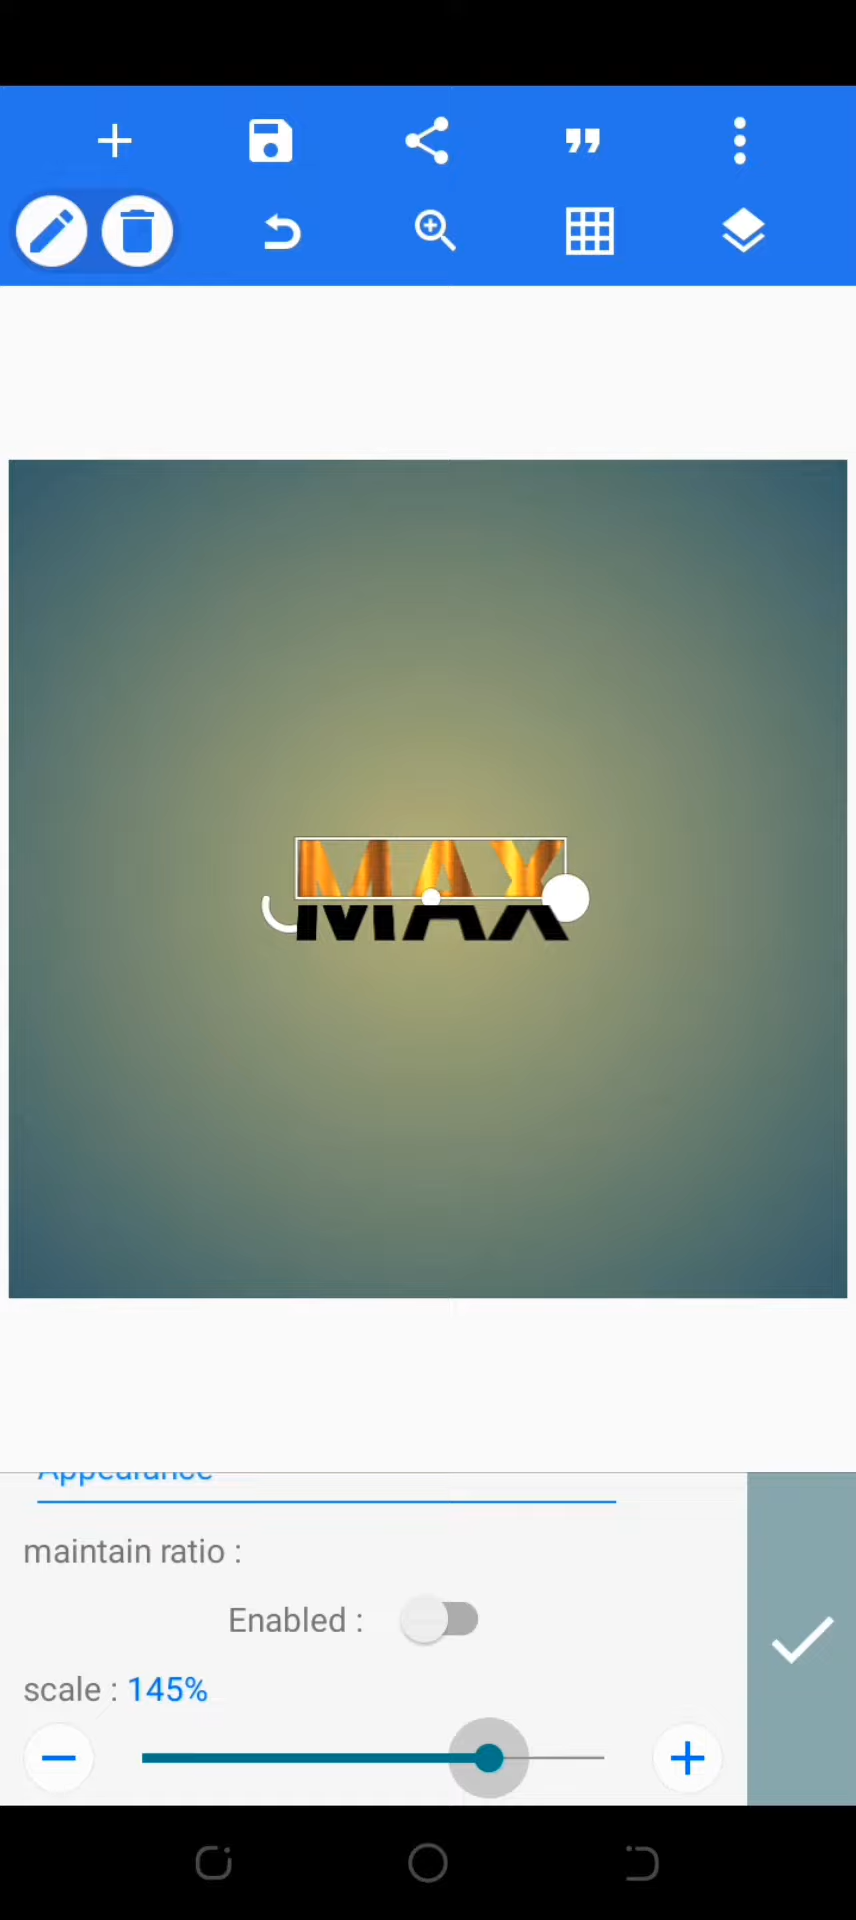 MAX
MAX
Appearance
maintain ratio :
Enabled :
scale : 145%